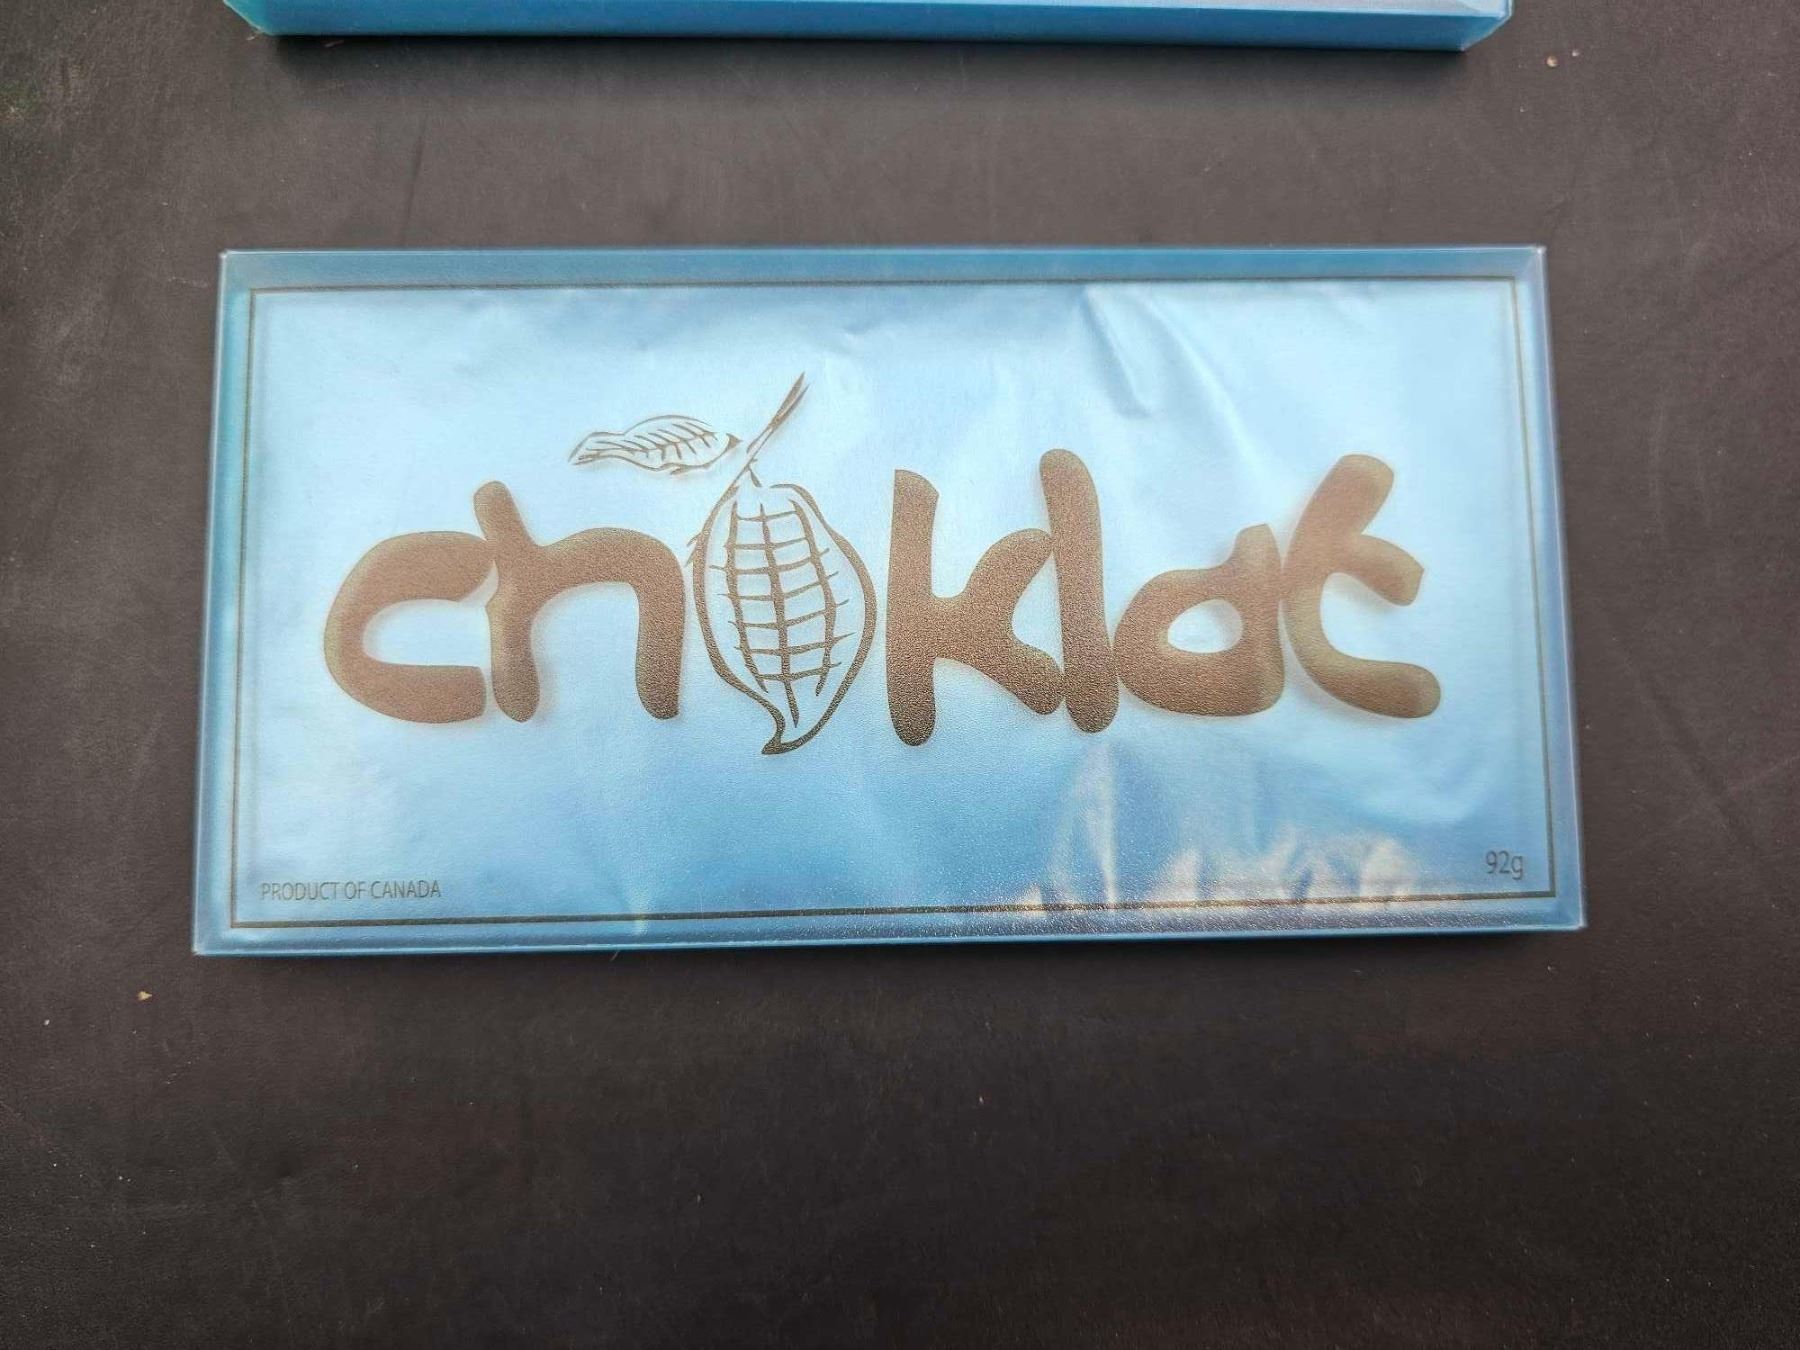 choklat
PRODUCT OF CANADA
92g